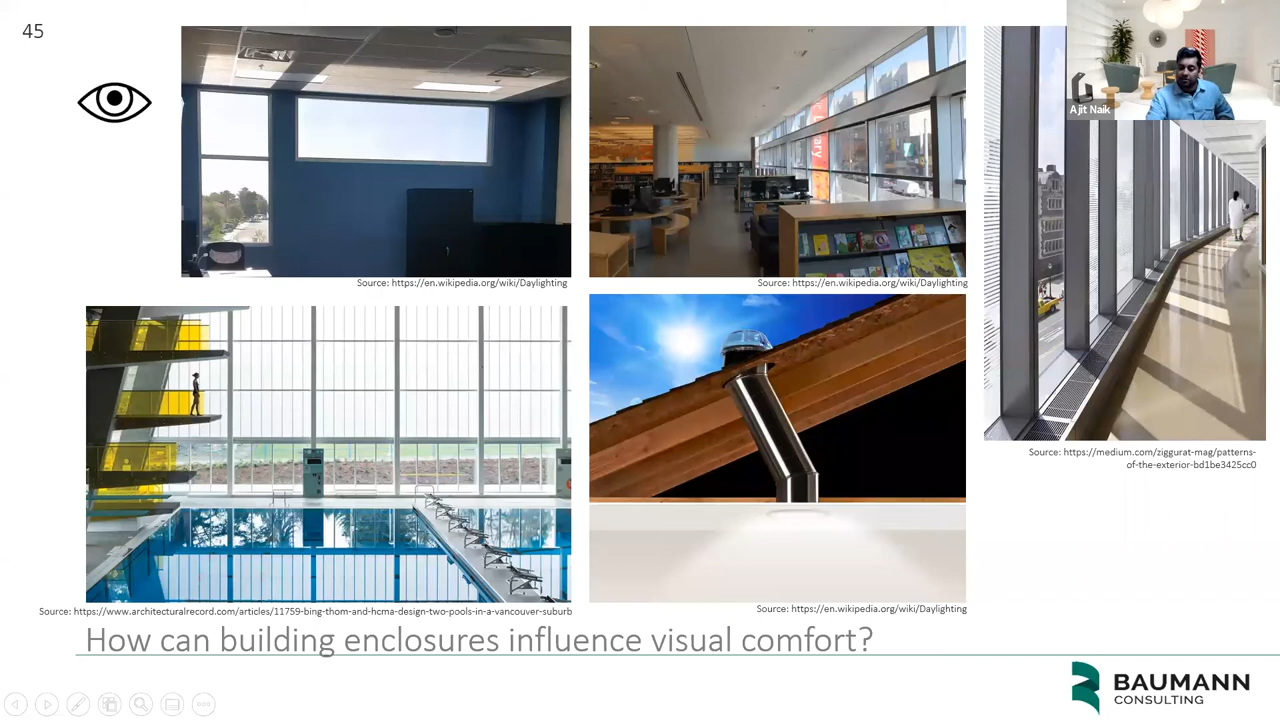 45
Ajit Naik
rary
Source: https://en.wikipedia.org/wiki/Daylighting
Source: https://en.wikipedia.org/wiki/Daylighting
Source: https://medium.com/ziggurat-mag/patterns-
of-the-exterior-bd1be3425cc0
Source: https://www.architecturalrecord.com/articles/11759-bing-thom-and-hcma-design-two-pools-in-a-vancouver-suburb
Source: https://en.wikipedia.org/wiki/Daylighting
How can building enclosures influence visual comfort?
BAUMANN
CONSULTING